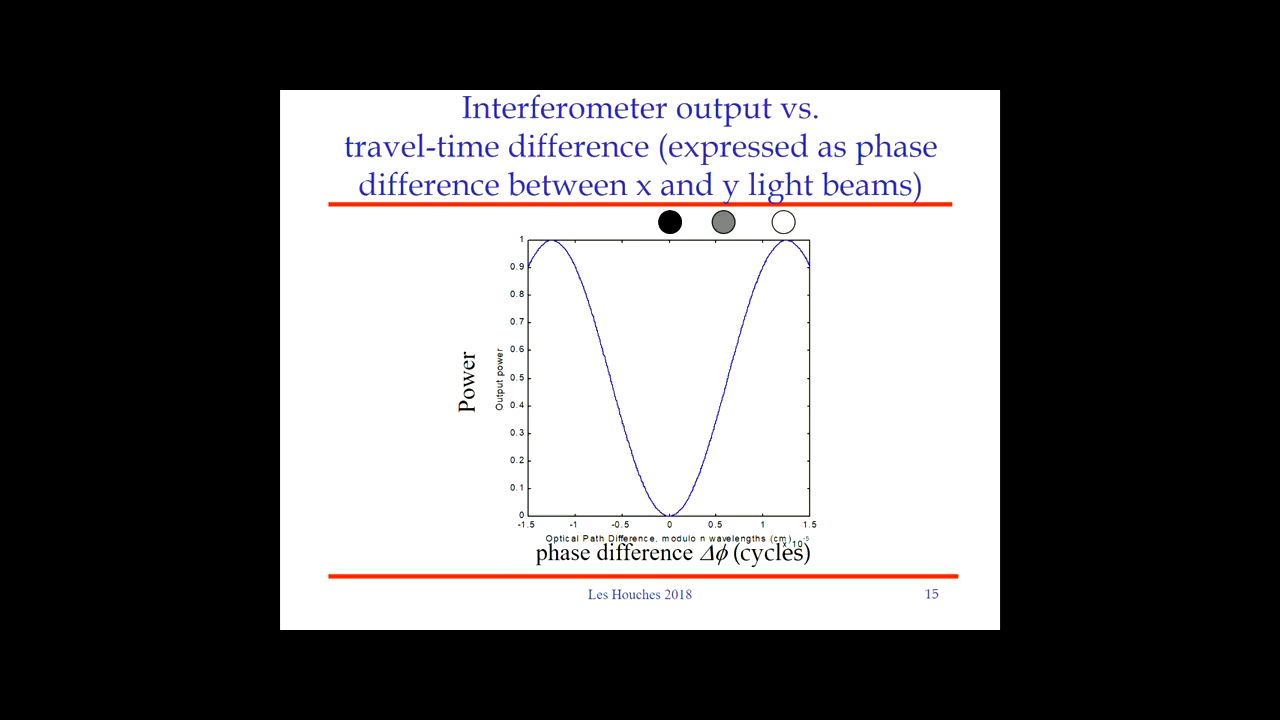 Interferometer output vs.
travel-time difference (expressed as phase
difference between x and y light beams)
1
0.9
0.8
0.7
0.6
0.5
0.4
0.3
0.2
0.1
0
Power
Output power
-1.5 -1 -0.5 0 0.5 1 1.5
Optical Path Difference, modulo n wavelengths (cm)
x 10^-5
phase difference Δϕ (cycles)
Les Houches 2018
15